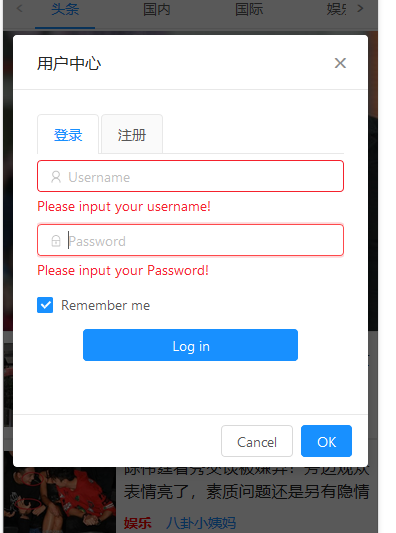 头条 国内 国际 娱乐
用户中心
登录 注册
Username
Please input your username!
Password
Please input your Password!
Remember me
Log in
Cancel OK
表情亮了，素质问题还是另有隐情
娱乐 八卦小姨妈